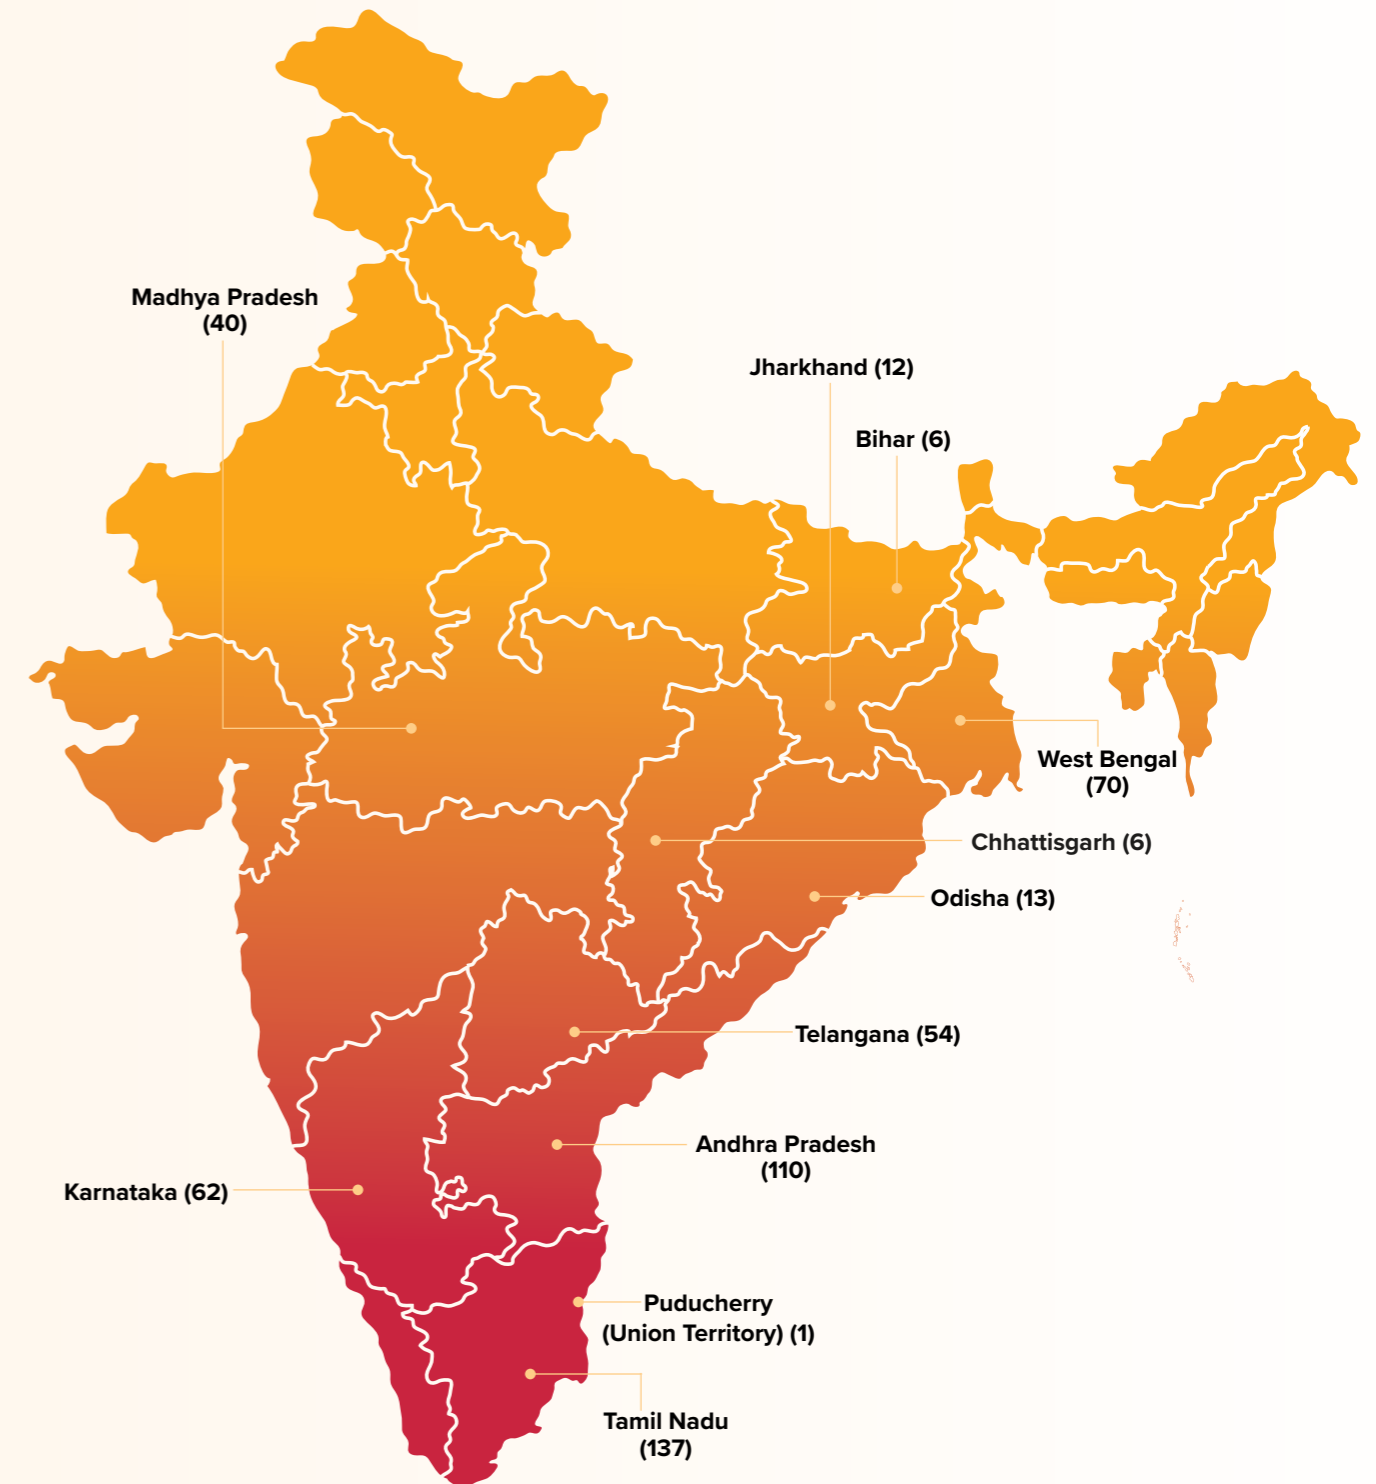 Madhya Pradesh
(40)
Jharkhand (12)
Bihar (6)
West Bengal
(70)
Chhattisgarh (6)
Odisha (13)
Telangana (54)
Andhra Pradesh
(110)
Karnataka (62)
Puducherry
(Union Territory) (1)
Tamil Nadu
(137)